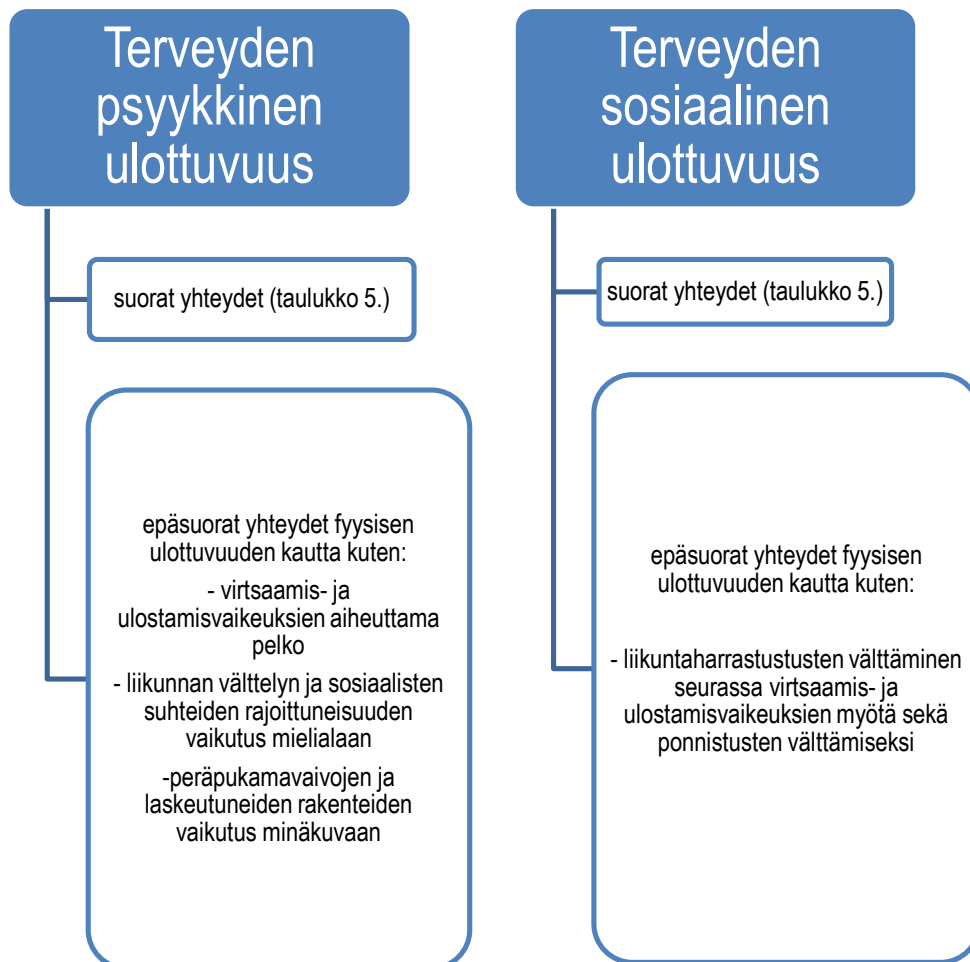 Terveyden
psyykkinen
ulottuvuus
suorat yhteydet (taulukko 5.)
epäsuorat yhteydet fyysisen
ulottuvuuden kautta kuten:
- virtsaamis- ja
ulostamisvaikeuksien aiheuttama
pelko
- liikunnan välttelyn ja sosiaalisten
suhteiden rajoittuneisuuden
vaikutus mielialaan
-peräpukamavaivojen ja
laskeutuneiden rakenteiden
vaikutus minäkuvaan
Terveyden
sosiaalinen
ulottuvuus
suorat yhteydet (taulukko 5.)
epäsuorat yhteydet fyysisen
ulottuvuuden kautta kuten:
- liikuntaharrastustusten välttäminen
seurassa virtsaamis- ja
ulostamisvaikeuksien myötä sekä
ponnistusten välttämiseksi